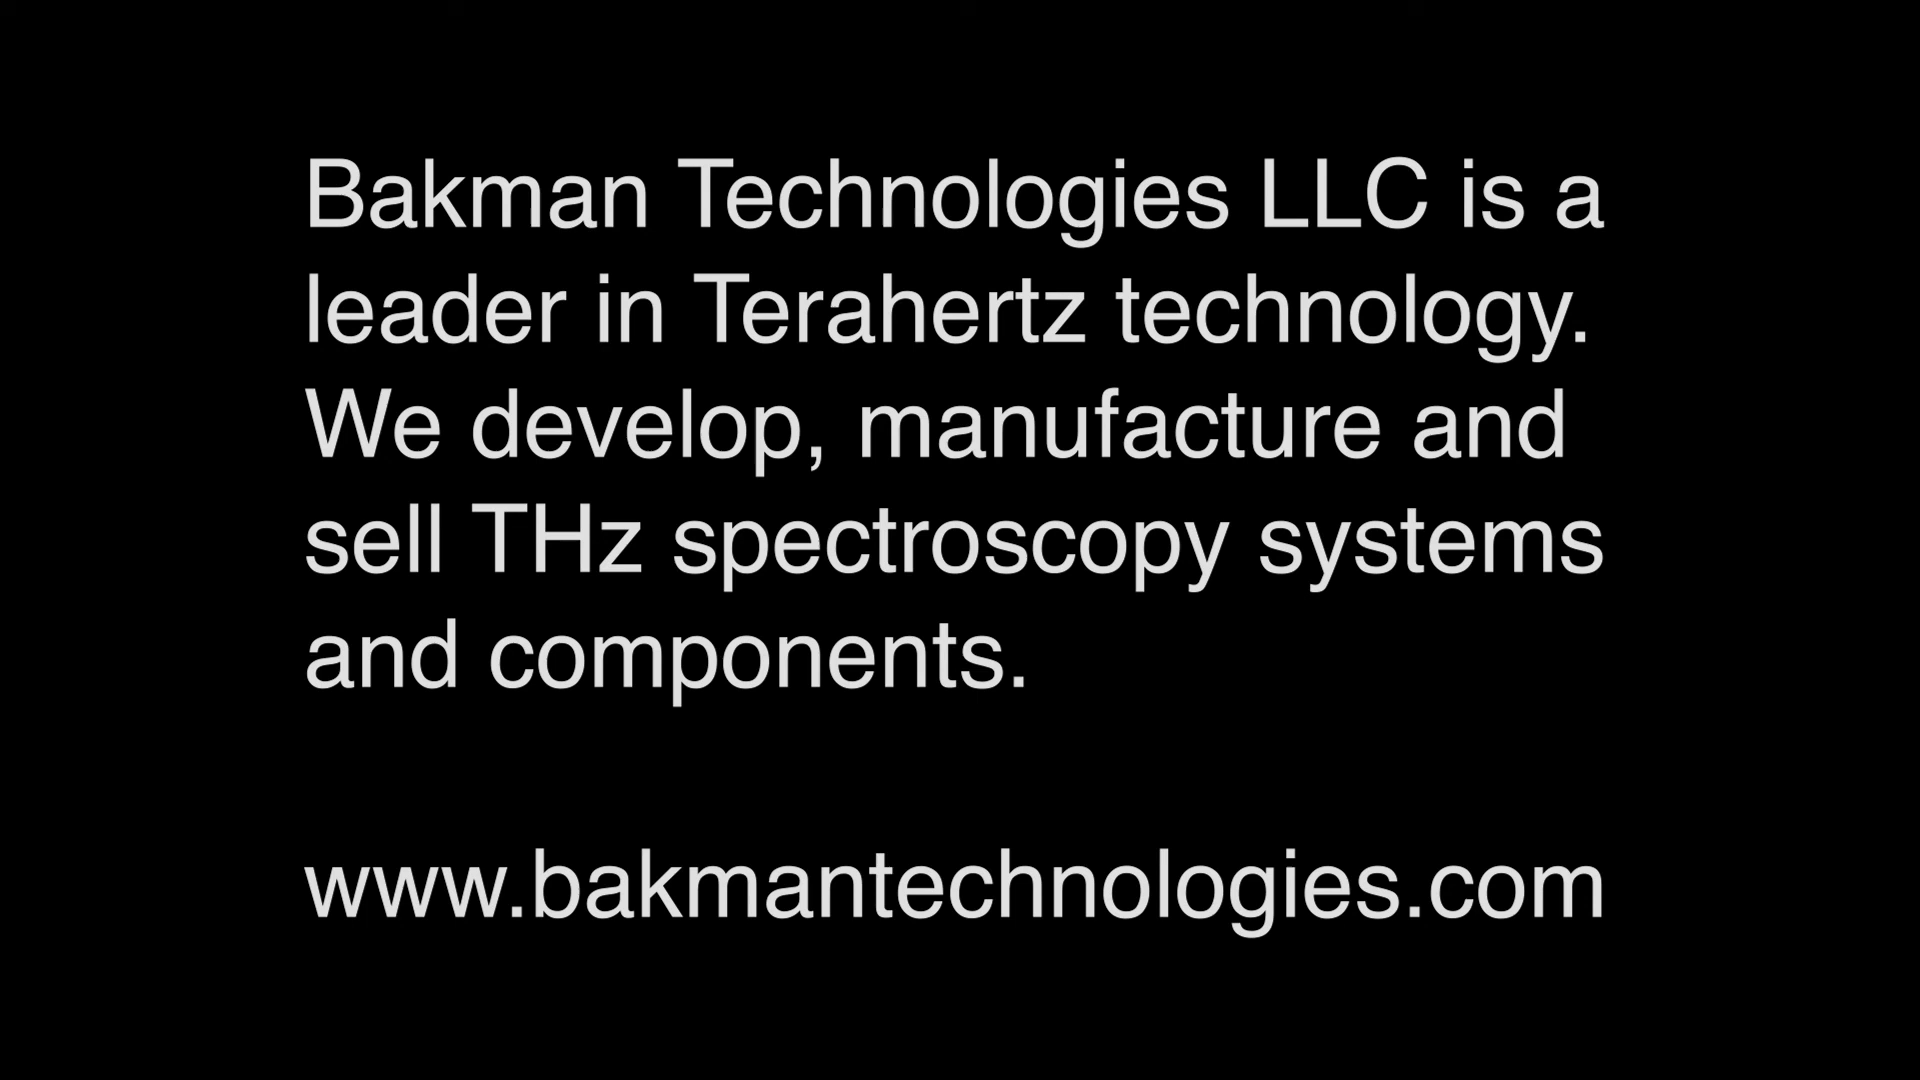 Bakman Technologies LLC is a
leader in Terahertz technology.
We develop, manufacture and
sell THz spectroscopy systems
and components.
www.bakmantechnologies.com